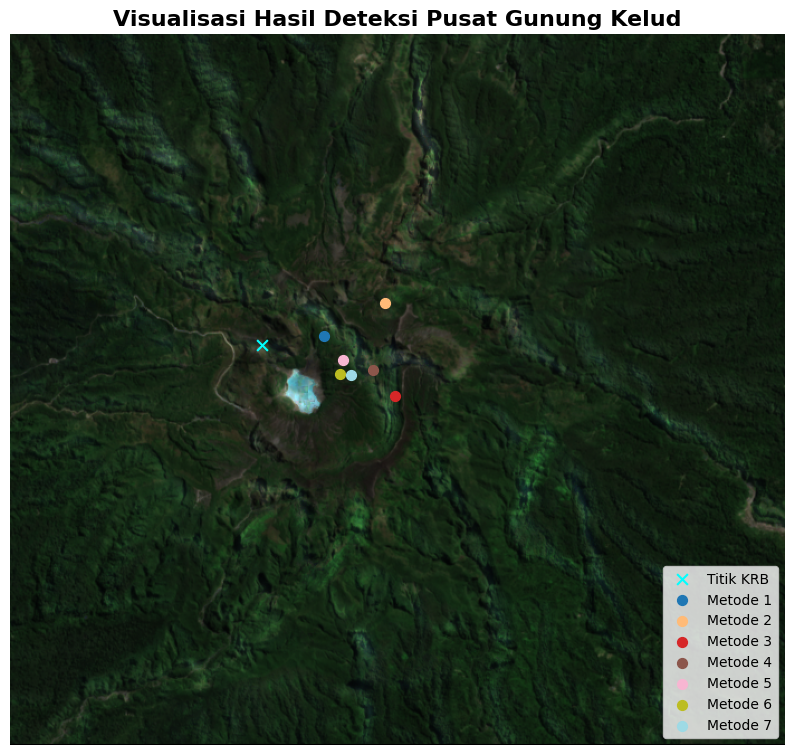 Visualisasi Hasil Deteksi Pusat Gunung Kelud
Titik KRB
Metode 1
Metode 2
Metode 3
Metode 4
Metode 5
Metode 6
Metode 7